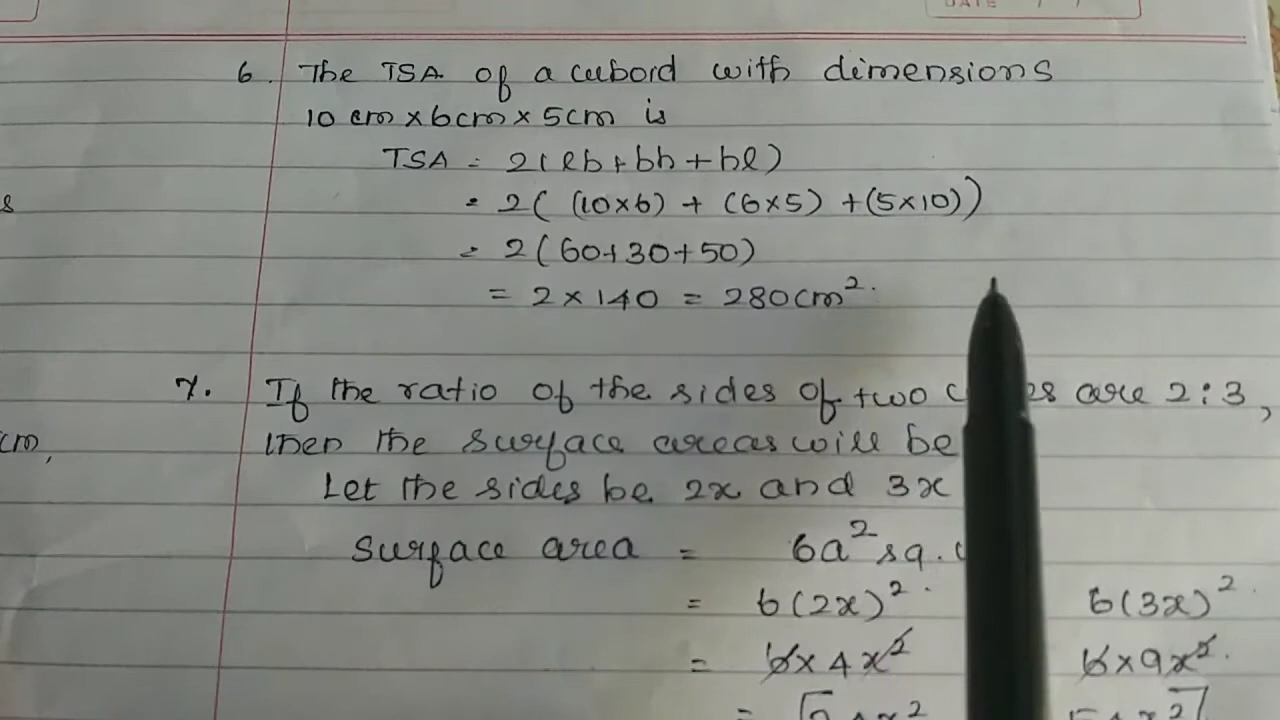 DATE / /
6. The TSA of a cuboid with dimensions
10 cm × 6cm × 5cm is
TSA = 2(lb + bh + hl)
s
= 2( (10×6) + (6×5) + (5×10))
= 2(60+30+50)
= 2×140 = 280cm².
7. If the ratio of the sides of two are 2:3,
cm,
then the surface areas will be
Let the sides be 2x and 3x
surface area = 6a² sq.
= 6(2x)². 6(3x)².
= 6×4x² 6×9x².